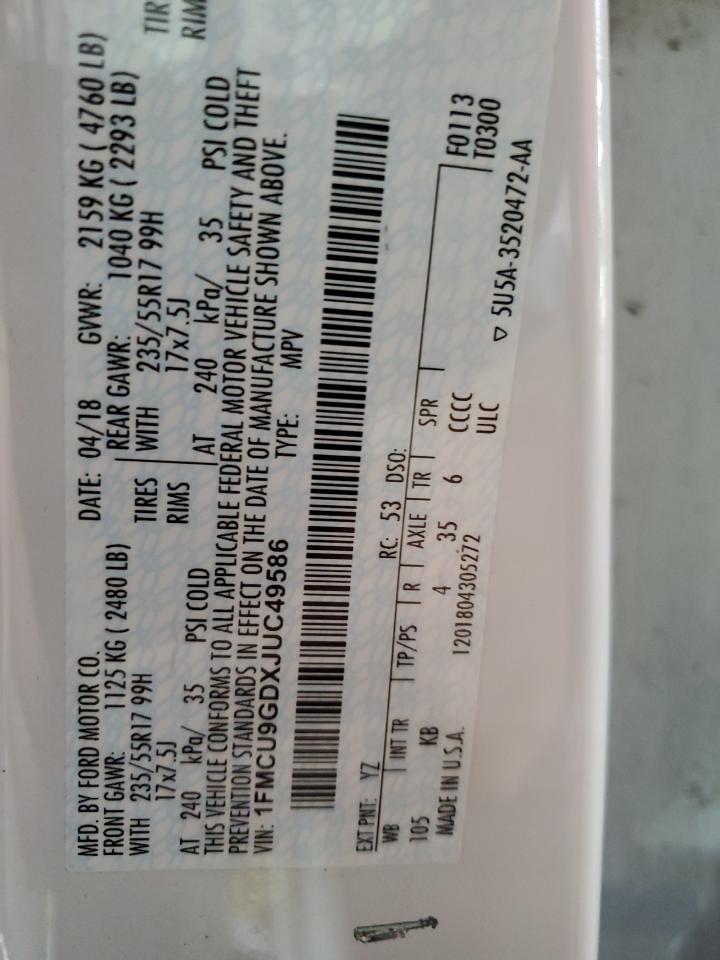 MFD. BY FORD MOTOR CO. DATE: 04/18 GVWR: 2159 KG ( 4760 LB)
FRONT GAWR: 1125 KG ( 2480 LB) REAR GAWR: 1040 KG ( 2293 LB)
WITH 235/55R17 99H TIRES WITH 235/55R17 99H TIR
17x7.5J RIMS 17x7.5J RIM
AT 240 kPa/ 35 PSI COLD AT 240 kPa/ 35 PSI COLD
THIS VEHICLE CONFORMS TO ALL APPLICABLE FEDERAL MOTOR VEHICLE SAFETY AND THEFT
PREVENTION STANDARDS IN EFFECT ON THE DATE OF MANUFACTURE SHOWN ABOVE.
VIN: 1FMCU9GDXJUC49586 TYPE: MPV
EXT PNT: YZ RC: 53 DSO:
WB INT TR TP/PS R AXLE TR SPR F0113
105 KB 4 35 6 CCCC T0300
MADE IN U.S.A. 1201804305272 ULC
▽ 5U5A-3520472-AA